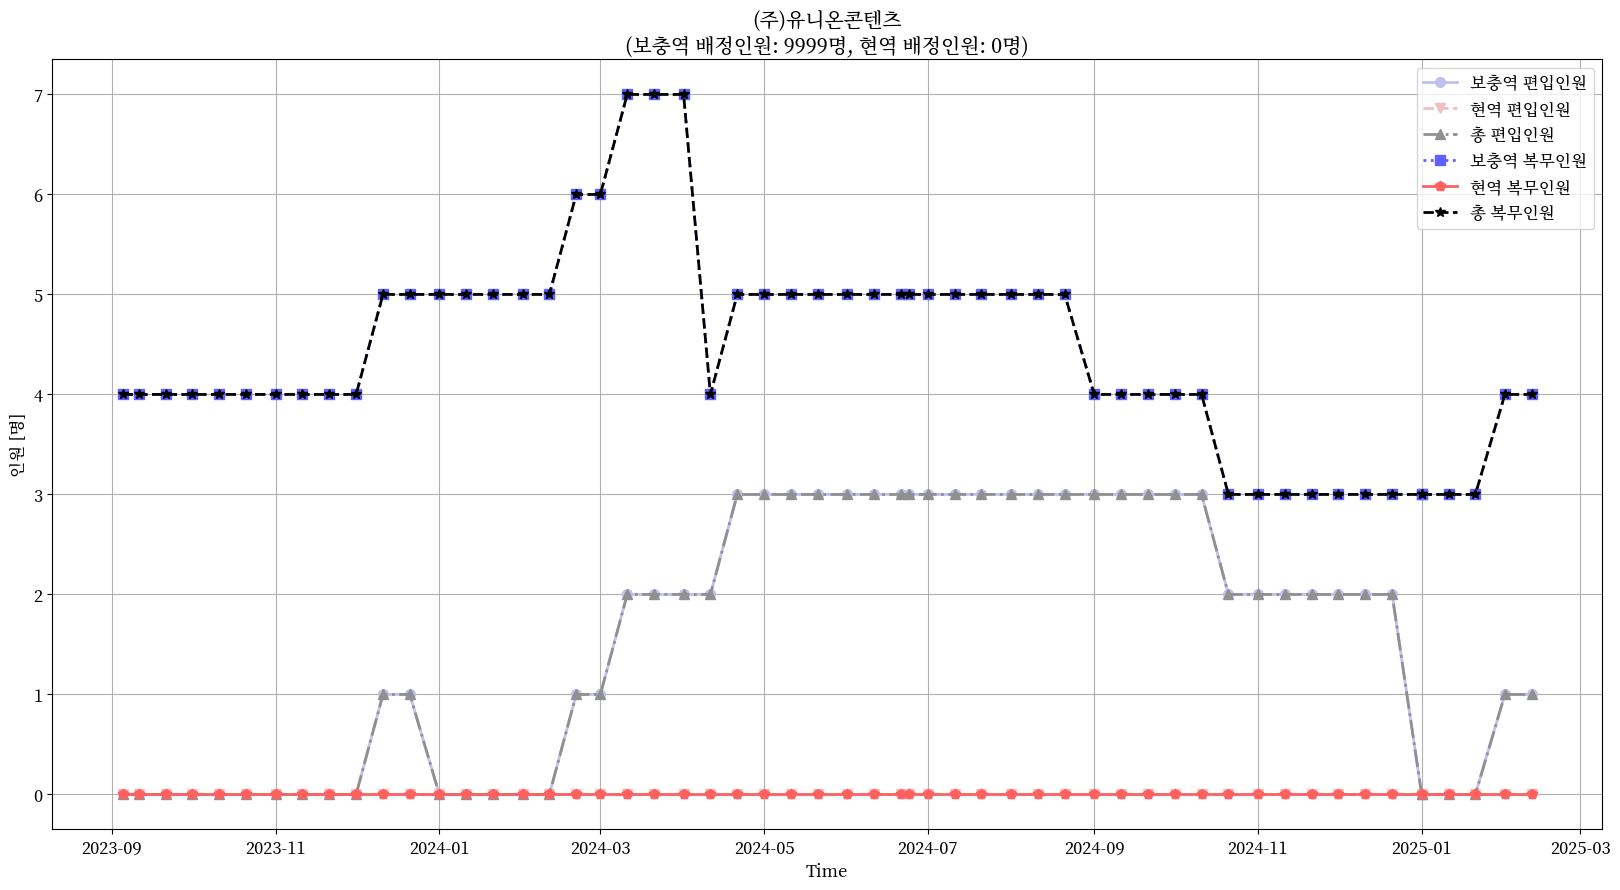 (주)유니온콘텐츠
(보충역 배정인원: 9999명, 현역 배정인원: 0명)
보충역 편입인원
현역 편입인원
총 편입인원
보충역 복무인원
현역 복무인원
총 복무인원
7
6
5
4
3
2
1
0
인원 [명]
2023-09
2023-11
2024-01
2024-03
2024-05
2024-07
2024-09
2024-11
2025-01
2025-03
Time